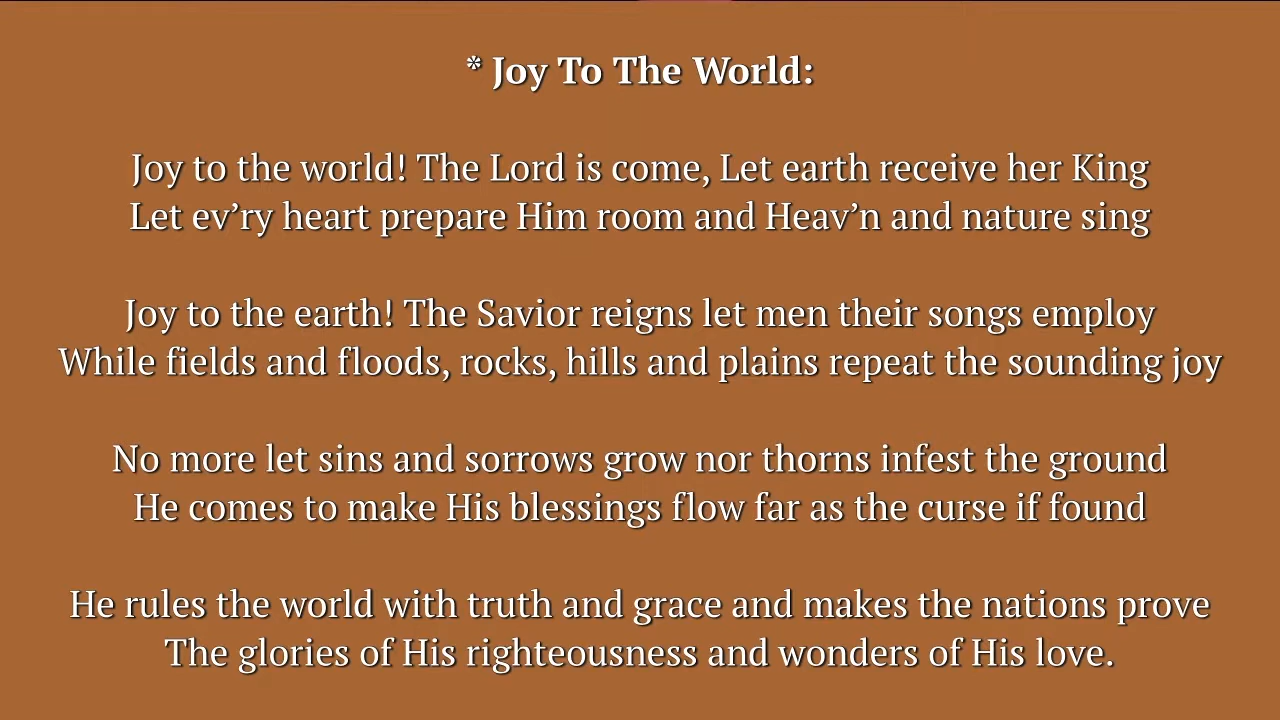 * Joy To The World:
Joy to the world! The Lord is come, Let earth receive her King
Let ev’ry heart prepare Him room and Heav’n and nature sing
Joy to the earth! The Savior reigns let men their songs employ
While fields and floods, rocks, hills and plains repeat the sounding joy
No more let sins and sorrows grow nor thorns infest the ground
He comes to make His blessings flow far as the curse if found
He rules the world with truth and grace and makes the nations prove
The glories of His righteousness and wonders of His love.